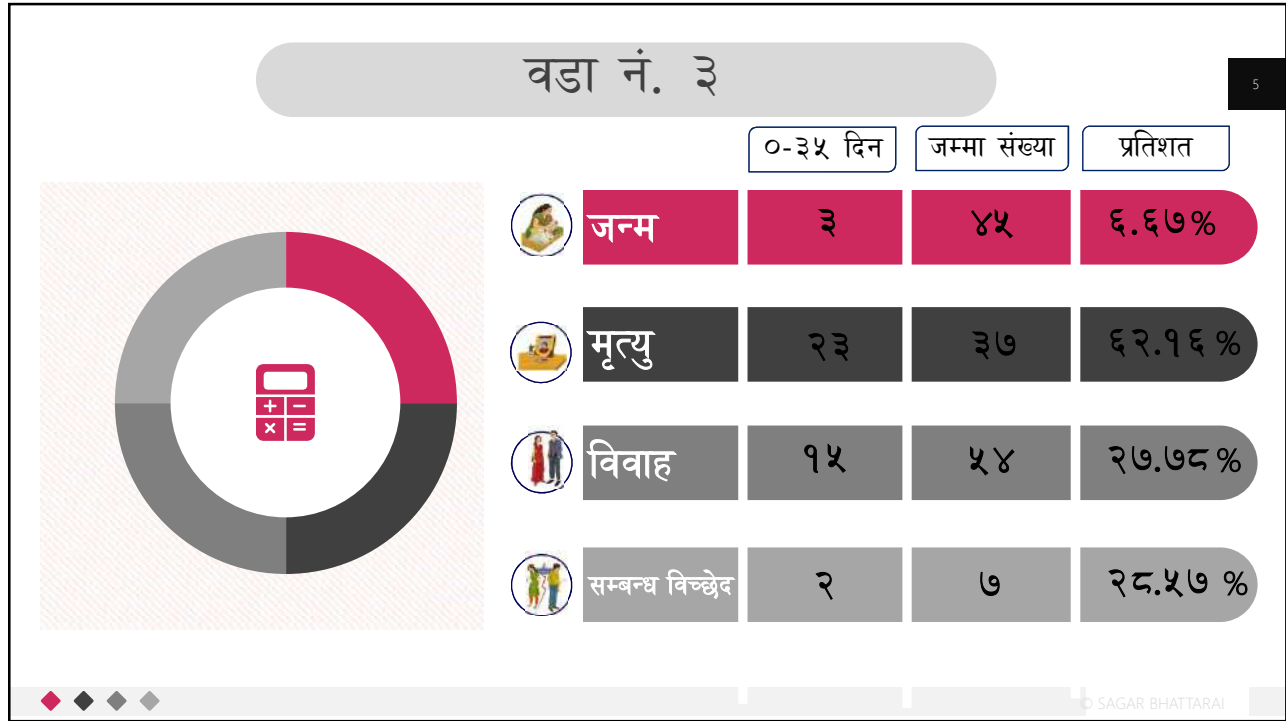 वडा नं. ३
5
०-३५ दिन जम्मा संख्या प्रतिशत
जन्म ३ ४५ ६.६७%
मृत्यु २३ ३७ ६२.१६%
विवाह १५ ५४ २७.७८%
सम्बन्ध विच्छेद २ ७ २८.५७ %
© SAGAR BHATTARAI